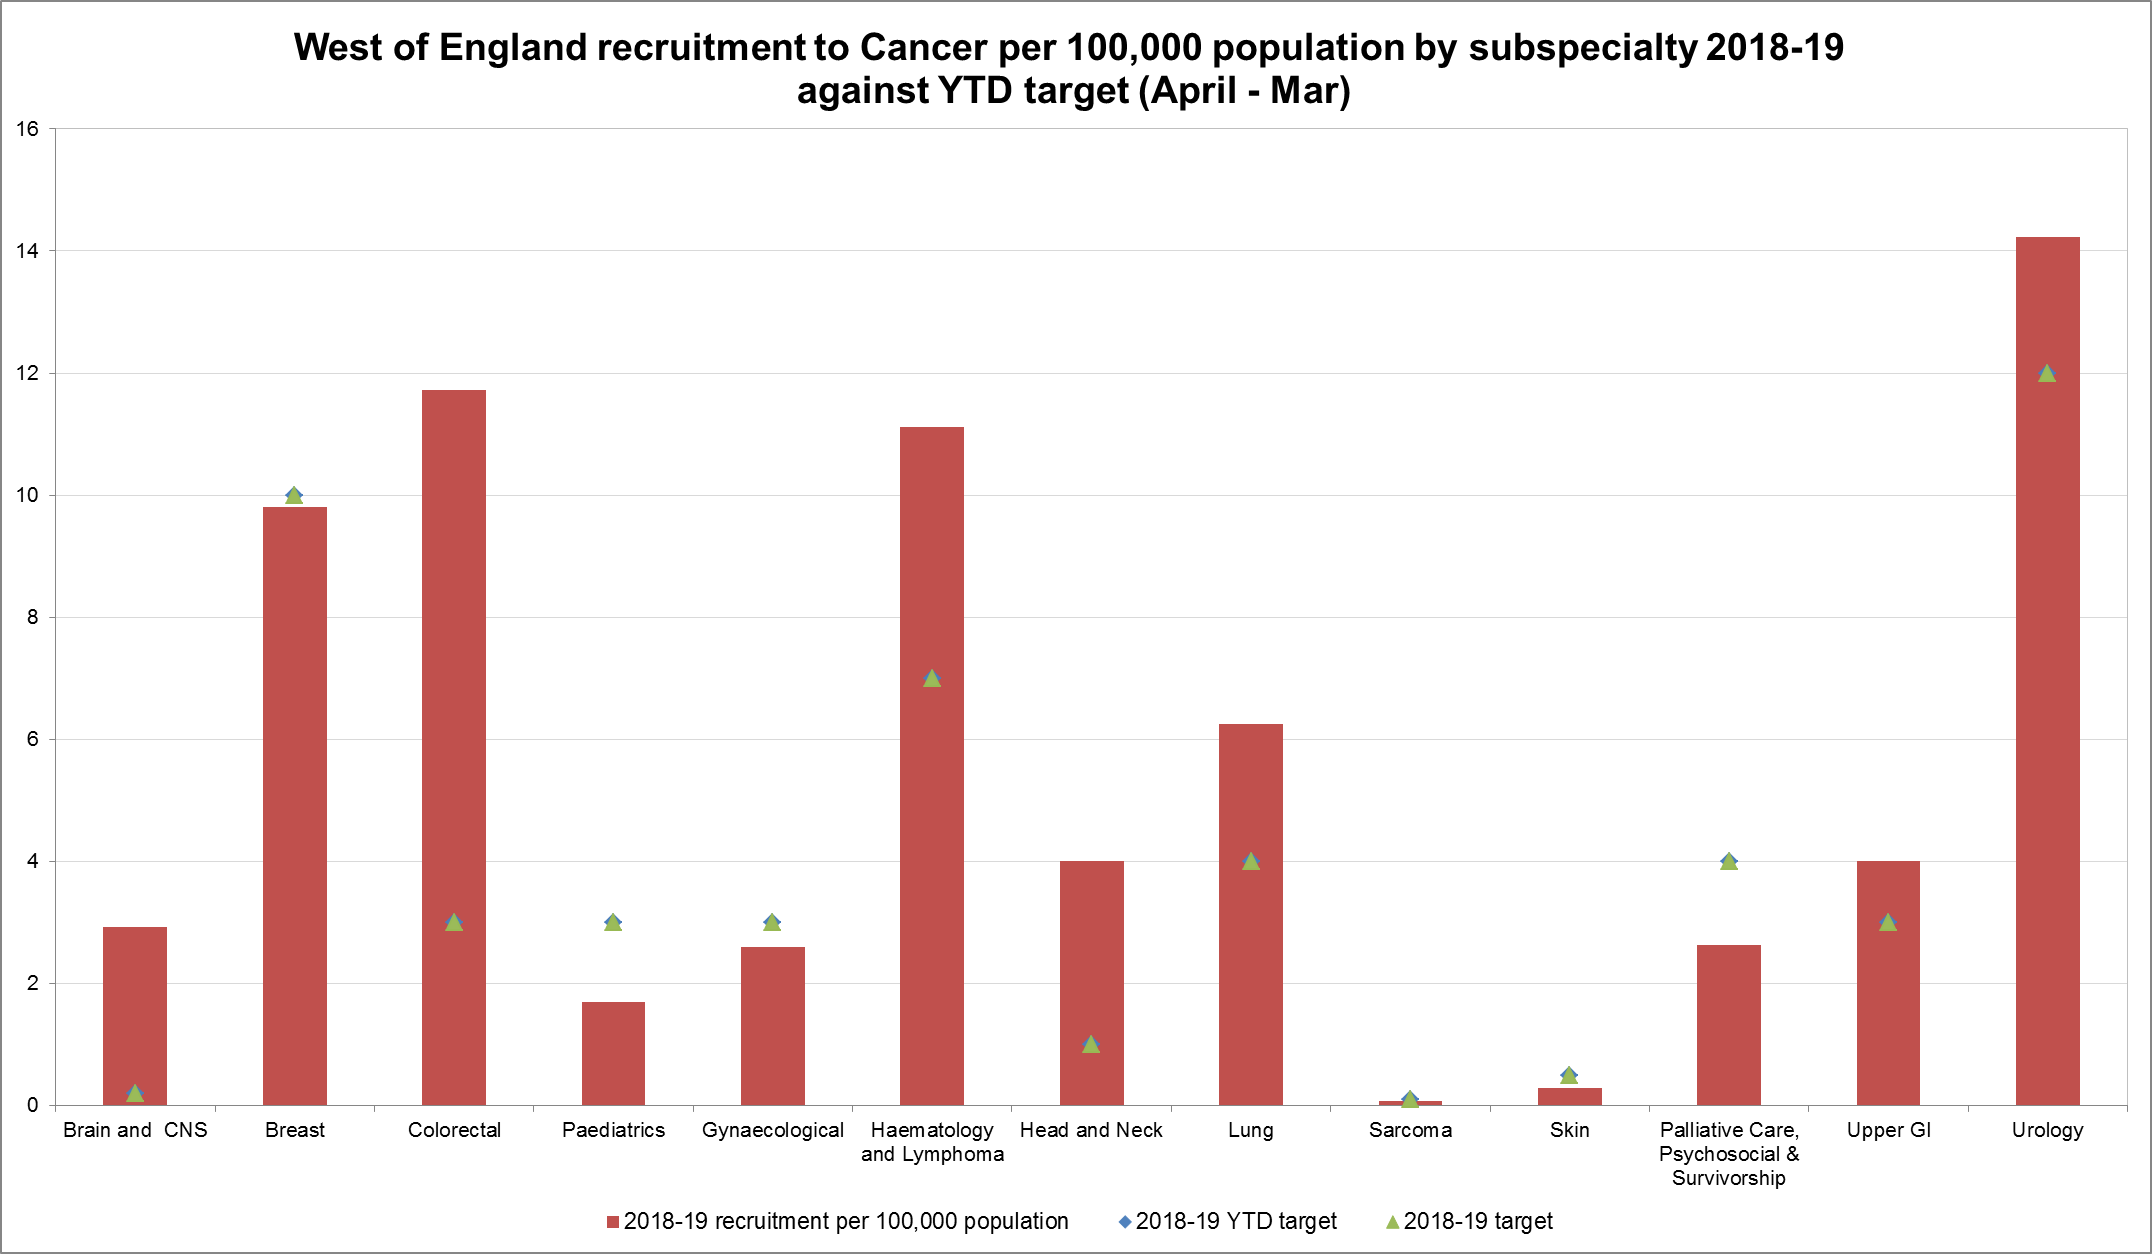 West of England recruitment to Cancer per 100,000 population by subspecialty 2018-19
against YTD target (April - Mar)
16
14
12
10
8
6
4
2
0
Brain and  CNS
Breast
Colorectal
Paediatrics
Gynaecological
Haematology
and Lymphoma
Head and Neck
Lung
Sarcoma
Skin
Palliative Care,
Psychosocial &
Survivorship
Upper GI
Urology
2018-19 recruitment per 100,000 population
2018-19 YTD target
2018-19 target